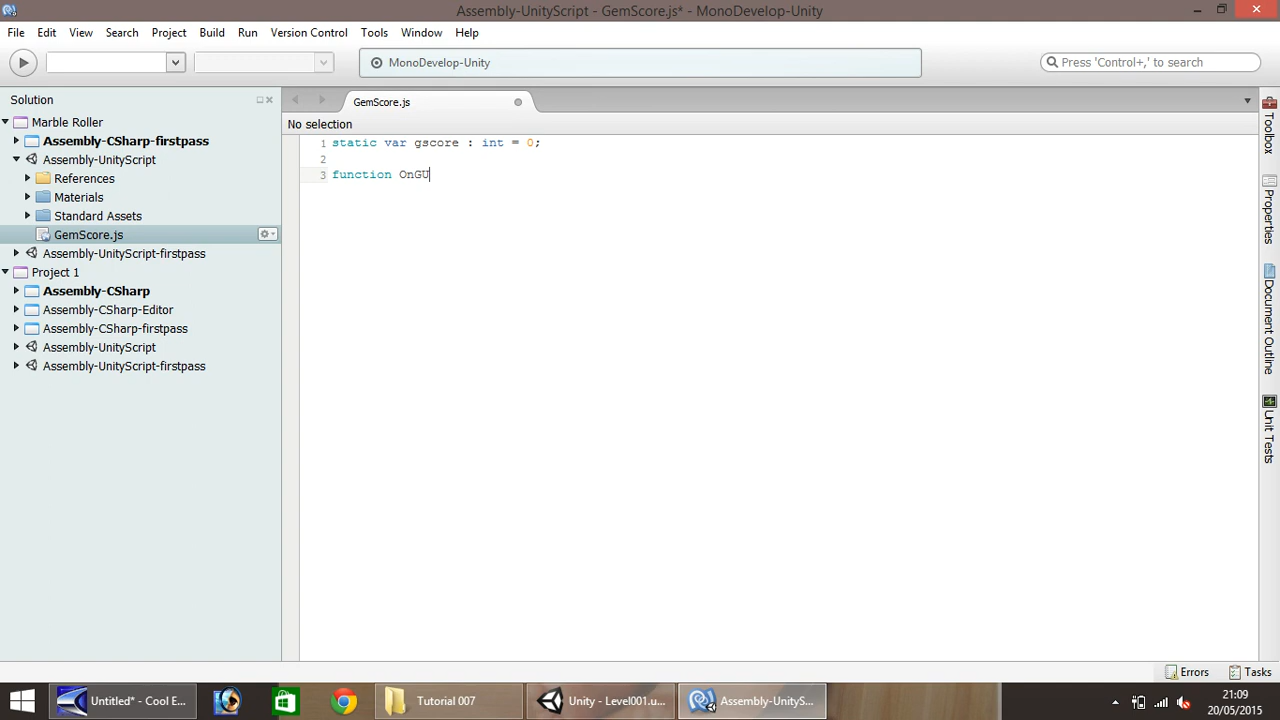 Assembly-UnityScript - GemScore.js* - MonoDevelop-Unity
File Edit View Search Project Build Run Version Control Tools Window Help
MonoDevelop-Unity
Press 'Control+,' to search
Solution
GemScore.js
Marble Roller
No selection
Assembly-CSharp-firstpass
1 static var gscore : int = 0;
Assembly-UnityScript
2
References
3 function OnGU
Materials
Standard Assets
GemScore.js
Assembly-UnityScript-firstpass
Project 1
Assembly-CSharp
Assembly-CSharp-Editor
Assembly-CSharp-firstpass
Assembly-UnityScript
Assembly-UnityScript-firstpass
Toolbox
Properties
Document Outline
Unit Tests
Errors Tasks
Untitled* - Cool E...
Tutorial 007
Unity - Level001.u...
Assembly-UnityS...
21:09
20/05/2015